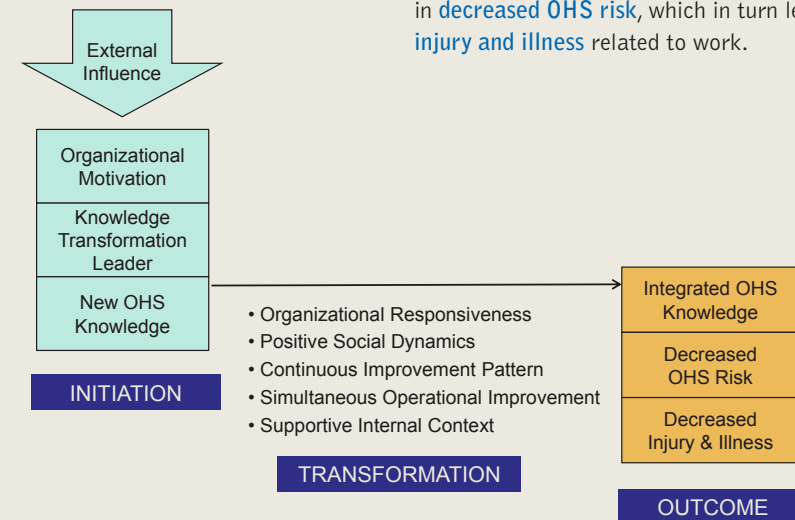 in decreased OHS risk, which in turn
injury and illness related to work.
External
Influence
Organizational
Motivation
Knowledge
Transformation
Leader
New OHS
Knowledge
INITIATION
• Organizational Responsiveness
• Positive Social Dynamics
• Continuous Improvement Pattern
• Simultaneous Operational Improvement
• Supportive Internal Context
TRANSFORMATION
Integrated OHS
Knowledge
Decreased
OHS Risk
Decreased
Injury & Illness
OUTCOME